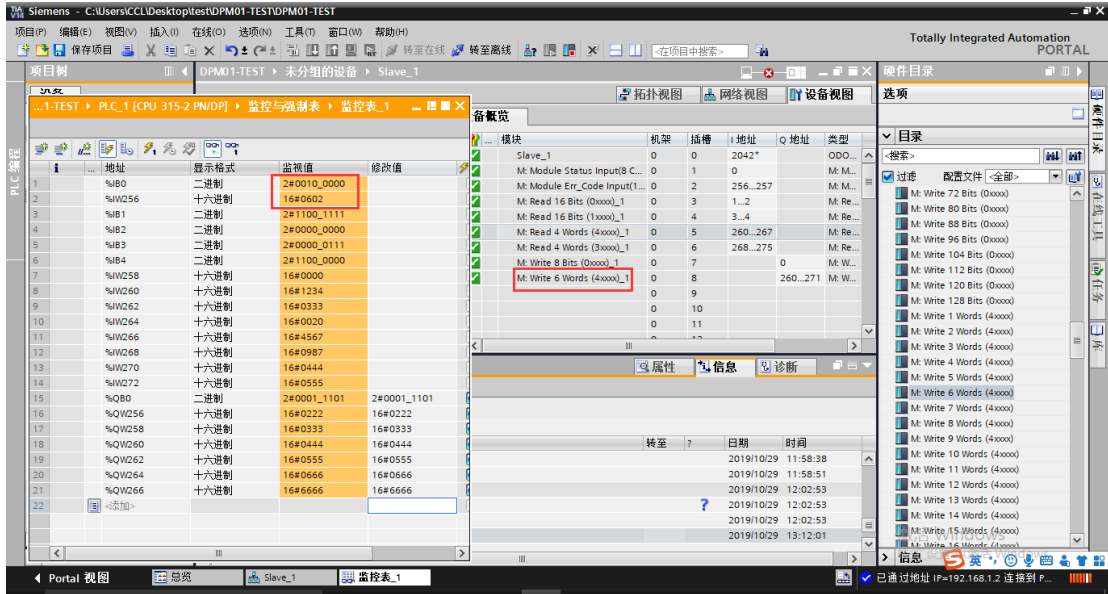 Siemens - C:\Users\CCL\Desktop\test\DPM01-TEST\DPM01-TEST
项目(P) 编辑(E) 视图(V) 插入(I) 在线(O) 选项(N) 工具(T) 窗口(W) 帮助(H)
Totally Integrated Automation
PORTAL
保存项目 转至在线 转至离线 <在项目中搜索>
项目树
DPM01-TEST ▸ 未分组的设备 ▸ Slave_1
硬件目录
选项
拓扑视图 网络视图 设备视图
...1-TEST ▸ PLC_1 [CPU 315-2 PN/DP] ▸ 监控与强制表 ▸ 监控表_1
PLC编程
i ... 地址 显示格式 监视值 修改值
1 %IB0 二进制 2#0010_0000
2 %IW256 十六进制 16#0602
3 %IB1 二进制 2#1100_1111
4 %IB2 二进制 2#0000_0000
5 %IB3 二进制 2#0000_0111
6 %IB4 二进制 2#1100_0000
7 %IW258 十六进制 16#0000
8 %IW260 十六进制 16#1234
9 %IW262 十六进制 16#0333
10 %IW264 十六进制 16#0020
11 %IW266 十六进制 16#4567
12 %IW268 十六进制 16#0987
13 %IW270 十六进制 16#0444
14 %IW272 十六进制 16#0555
15 %QB0 二进制 2#0001_1101 2#0001_1101
16 %QW256 十六进制 16#0222 16#0222
17 %QW258 十六进制 16#0333 16#0333
18 %QW260 十六进制 16#0444 16#0444
19 %QW262 十六进制 16#0555 16#0555
20 %QW264 十六进制 16#0666 16#0666
21 %QW266 十六进制 16#6666 16#6666
22 <添加>
备概览
... 模块 机架 插槽 I 地址 Q 地址 类型
Slave_1 0 0 2042* ODO...
M: Module Status Input(8 C... 0 1 0 M: M...
M: Module Err_Code Input(1... 0 2 256...257 M: M...
M: Read 16 Bits (0xxxx)_1 0 3 1...2 M: Re...
M: Read 16 Bits (1xxxx)_1 0 4 3...4 M: Re...
M: Read 4 Words (4xxxx)_1 0 5 260...267 M: Re...
M: Read 4 Words (3xxxx)_1 0 6 268...275 M: Re...
M: Write 8 Bits (0xxxx)_1 0 7 0 M: W...
M: Write 6 Words (4xxxx)_1 0 8 260...271 M: W...
0 9
0 10
0 11
属性 信息 诊断
转至 ? 日期 时间
2019/10/29 11:58:38
2019/10/29 11:58:51
2019/10/29 12:02:53
? 2019/10/29 12:02:53
2019/10/29 12:02:53
2019/10/29 13:12:01
目录
<搜索>
过滤 配置文件 <全部>
M: Write 72 Bits (0xxxx)
M: Write 80 Bits (0xxxx)
M: Write 88 Bits (0xxxx)
M: Write 96 Bits (0xxxx)
M: Write 104 Bits (0xxxx)
M: Write 112 Bits (0xxxx)
M: Write 120 Bits (0xxxx)
M: Write 128 Bits (0xxxx)
M: Write 1 Words (4xxxx)
M: Write 2 Words (4xxxx)
M: Write 3 Words (4xxxx)
M: Write 4 Words (4xxxx)
M: Write 5 Words (4xxxx)
M: Write 6 Words (4xxxx)
M: Write 7 Words (4xxxx)
M: Write 8 Words (4xxxx)
M: Write 9 Words (4xxxx)
M: Write 10 Words (4xxxx)
M: Write 11 Words (4xxxx)
M: Write 12 Words (4xxxx)
M: Write 13 Words (4xxxx)
M: Write 14 Words (4xxxx)
M: Write 15 Words (4xxxx)
M: Write 16 Words (4xxxx)
信息
英
硬件目录
在线工具
任务
库
Portal 视图 总览 Slave_1 监控表_1
已通过地址 IP=192.168.1.2 连接到 P...